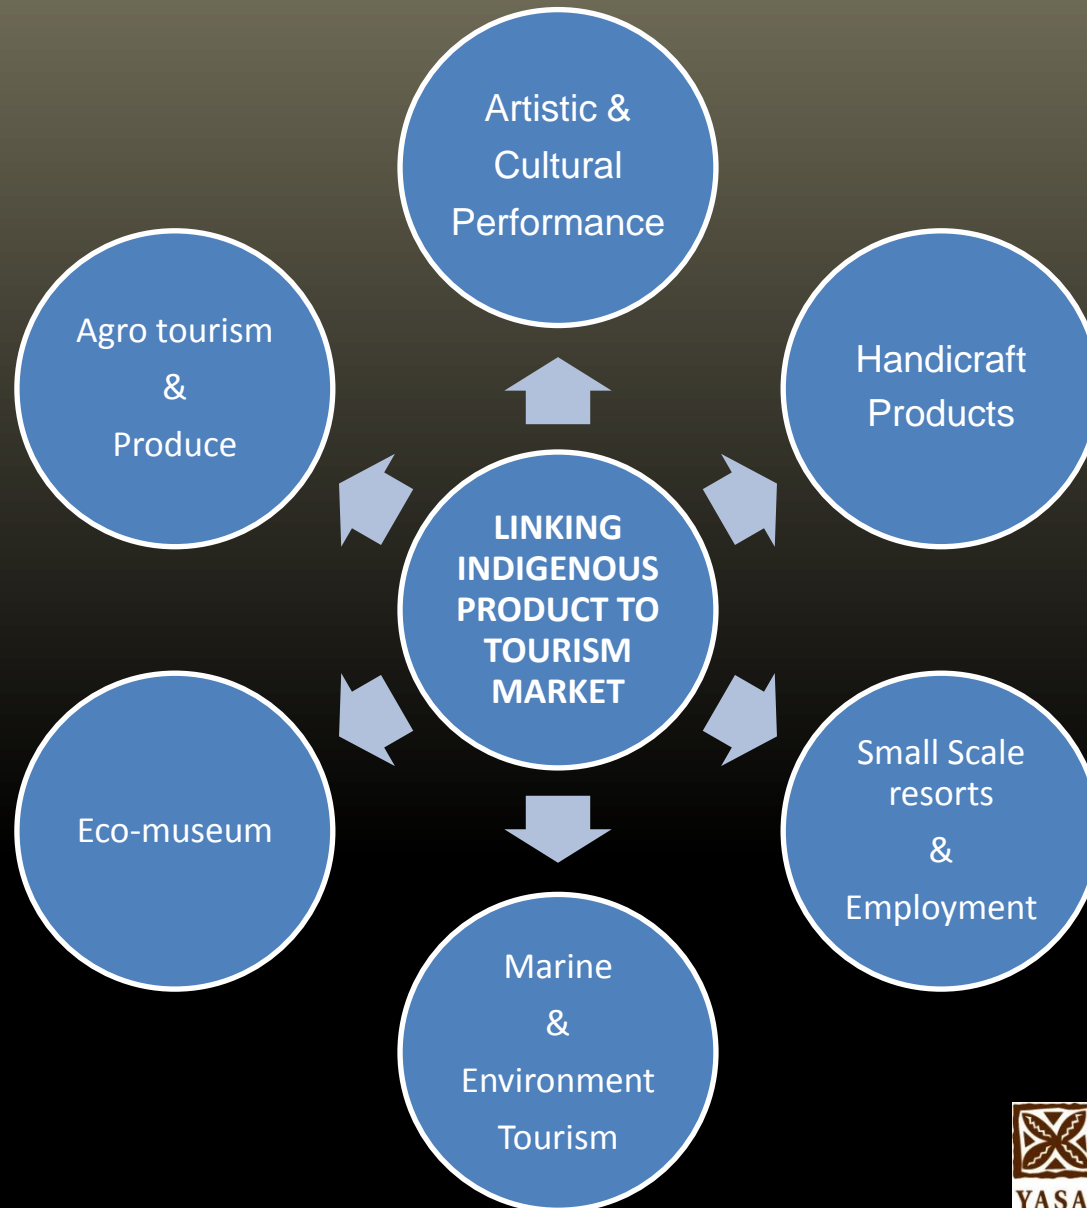 Artistic &
Cultural
Performance
Agro tourism
&
Produce
Handicraft
Products
LINKING
INDIGENOUS
PRODUCT TO
TOURISM
MARKET
Eco-museum
Small Scale
resorts
&
Employment
Marine
&
Environment
Tourism